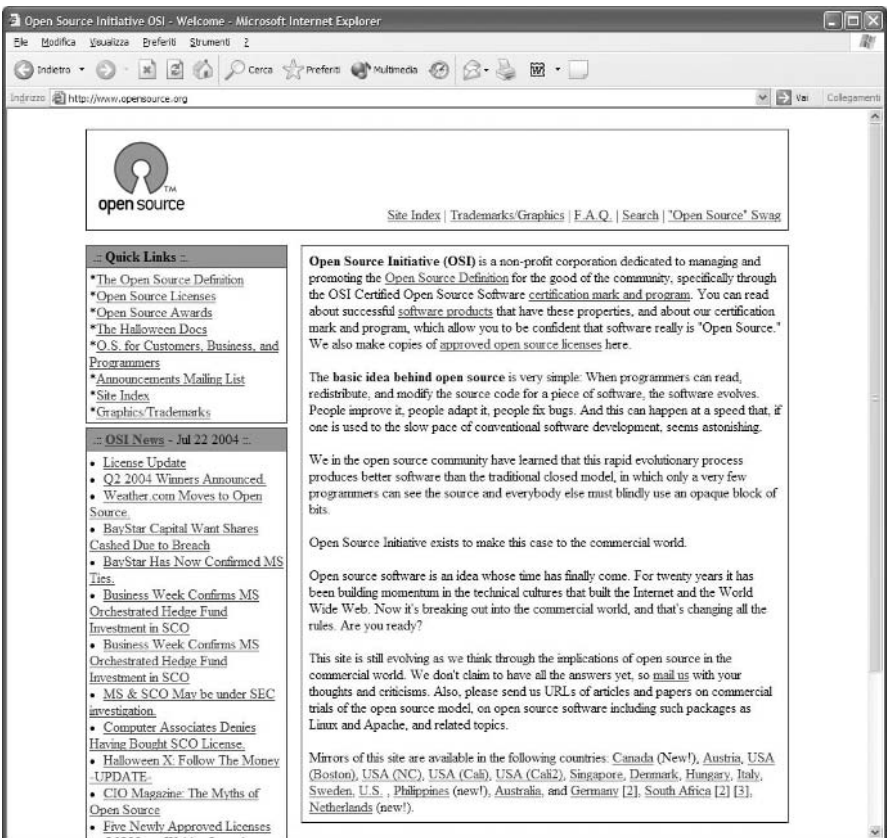 Open Source Initiative OSI - Welcome - Microsoft Internet Explorer
File Modifica Visualizza Preferiti Strumenti ?
Indietro Cerca Preferiti Multimedia
Indirizzo http://www.opensource.org Vai Collegamenti
TM
open source
Site Index | Trademarks/Graphics | F.A.Q. | Search | "Open Source" Swag
.:: Quick Links ::.
*The Open Source Definition
*Open Source Licenses
*Open Source Awards
*The Halloween Docs
*O.S. for Customers, Business, and
Programmers
*Announcements Mailing List
*Site Index
*Graphics/Trademarks
.:: OSI News - Jul 22 2004 ::.
• License Update
• Q2 2004 Winners Announced.
• Weather.com Moves to Open
Source.
• BayStar Capital Want Shares
Cashed Due to Breach
• BayStar Has Now Confirmed MS
Ties.
• Business Week Confirms MS
Orchestrated Hedge Fund
Investment in SCO
• Business Week Confirms MS
Orchestrated Hedge Fund
Investment in SCO
• MS & SCO May be under SEC
investigation.
• Computer Associates Denies
Having Bought SCO License.
• Halloween X: Follow The Money
-UPDATE-
• CIO Magazine: The Myths of
Open Source
• Five Newly Approved Licenses
Open Source Initiative (OSI) is a non-profit corporation dedicated to managing and
promoting the Open Source Definition for the good of the community, specifically through
the OSI Certified Open Source Software certification mark and program. You can read
about successful software products that have these properties, and about our certification
mark and program, which allow you to be confident that software really is "Open Source."
We also make copies of approved open source licenses here.
The basic idea behind open source is very simple: When programmers can read,
redistribute, and modify the source code for a piece of software, the software evolves.
People improve it, people adapt it, people fix bugs. And this can happen at a speed that, if
one is used to the slow pace of conventional software development, seems astonishing.
We in the open source community have learned that this rapid evolutionary process
produces better software than the traditional closed model, in which only a very few
programmers can see the source and everybody else must blindly use an opaque block of
bits.
Open Source Initiative exists to make this case to the commercial world.
Open source software is an idea whose time has finally come. For twenty years it has
been building momentum in the technical cultures that built the Internet and the World
Wide Web. Now it's breaking out into the commercial world, and that's changing all the
rules. Are you ready?
This site is still evolving as we think through the implications of open source in the
commercial world. We don't claim to have all the answers yet, so mail us with your
thoughts and criticisms. Also, please send us URLs of articles and papers on commercial
trials of the open source model, on open source software including such packages as
Linux and Apache, and related topics.
Mirrors of this site are available in the following countries: Canada (New!), Austria, USA
(Boston), USA (NC), USA (Cali), USA (Cali2), Singapore, Denmark, Hungary, Italy,
Sweden, U.S. , Philippines (new!), Australia, and Germany [2], South Africa [2] [3],
Netherlands (new!).